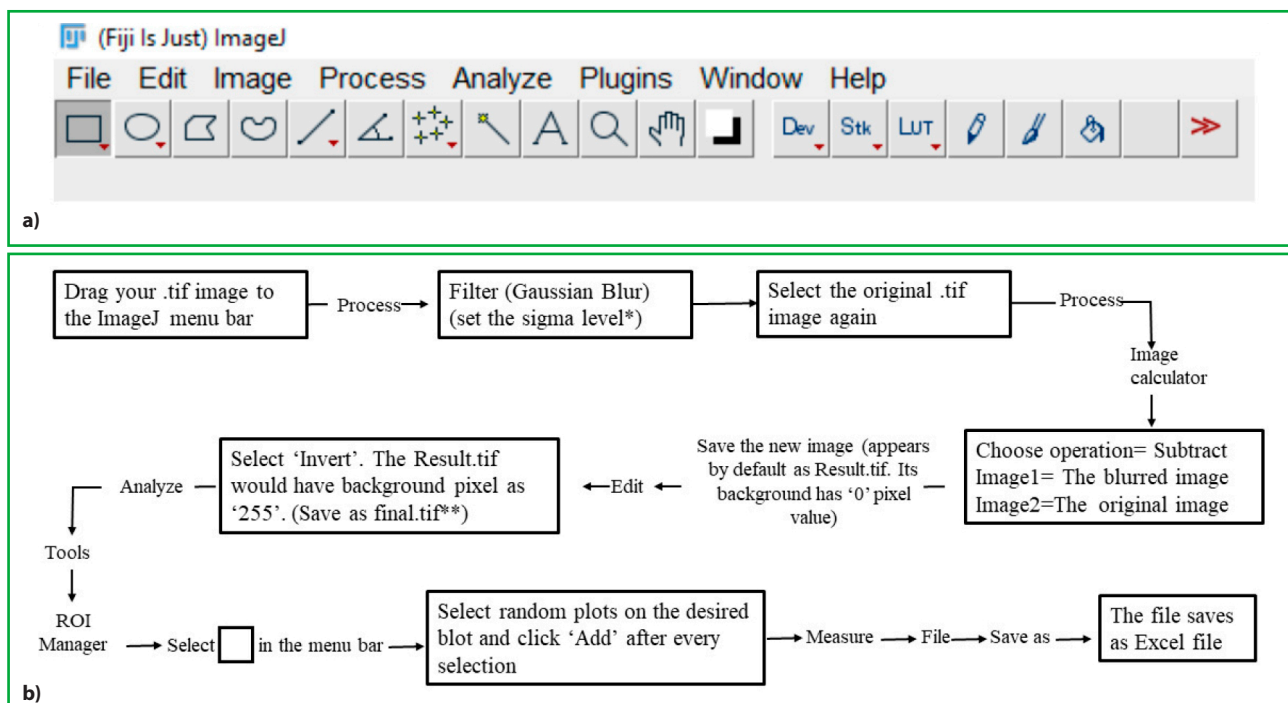 (Fiji Is Just) ImageJ
File Edit Image Process Analyze Plugins Window Help
A Dev Stk LUT >>
a)
Drag your .tif image to
the ImageJ menu bar
Process
Filter (Gaussian Blur)
(set the sigma level*)
Select the original .tif
image again
Process
Image
calculator
Choose operation= Subtract
Image1= The blurred image
Image2=The original image
Save the new image (appears
by default as Result.tif. Its
background has ‘0’ pixel
value)
Edit
Select ‘Invert’. The Result.tif
would have background pixel as
‘255’. (Save as final.tif**)
Analyze
Tools
ROI
Manager
Select in the menu bar
Select random plots on the desired
blot and click ‘Add’ after every
selection
Measure
File
Save as
The file saves
as Excel file
b)